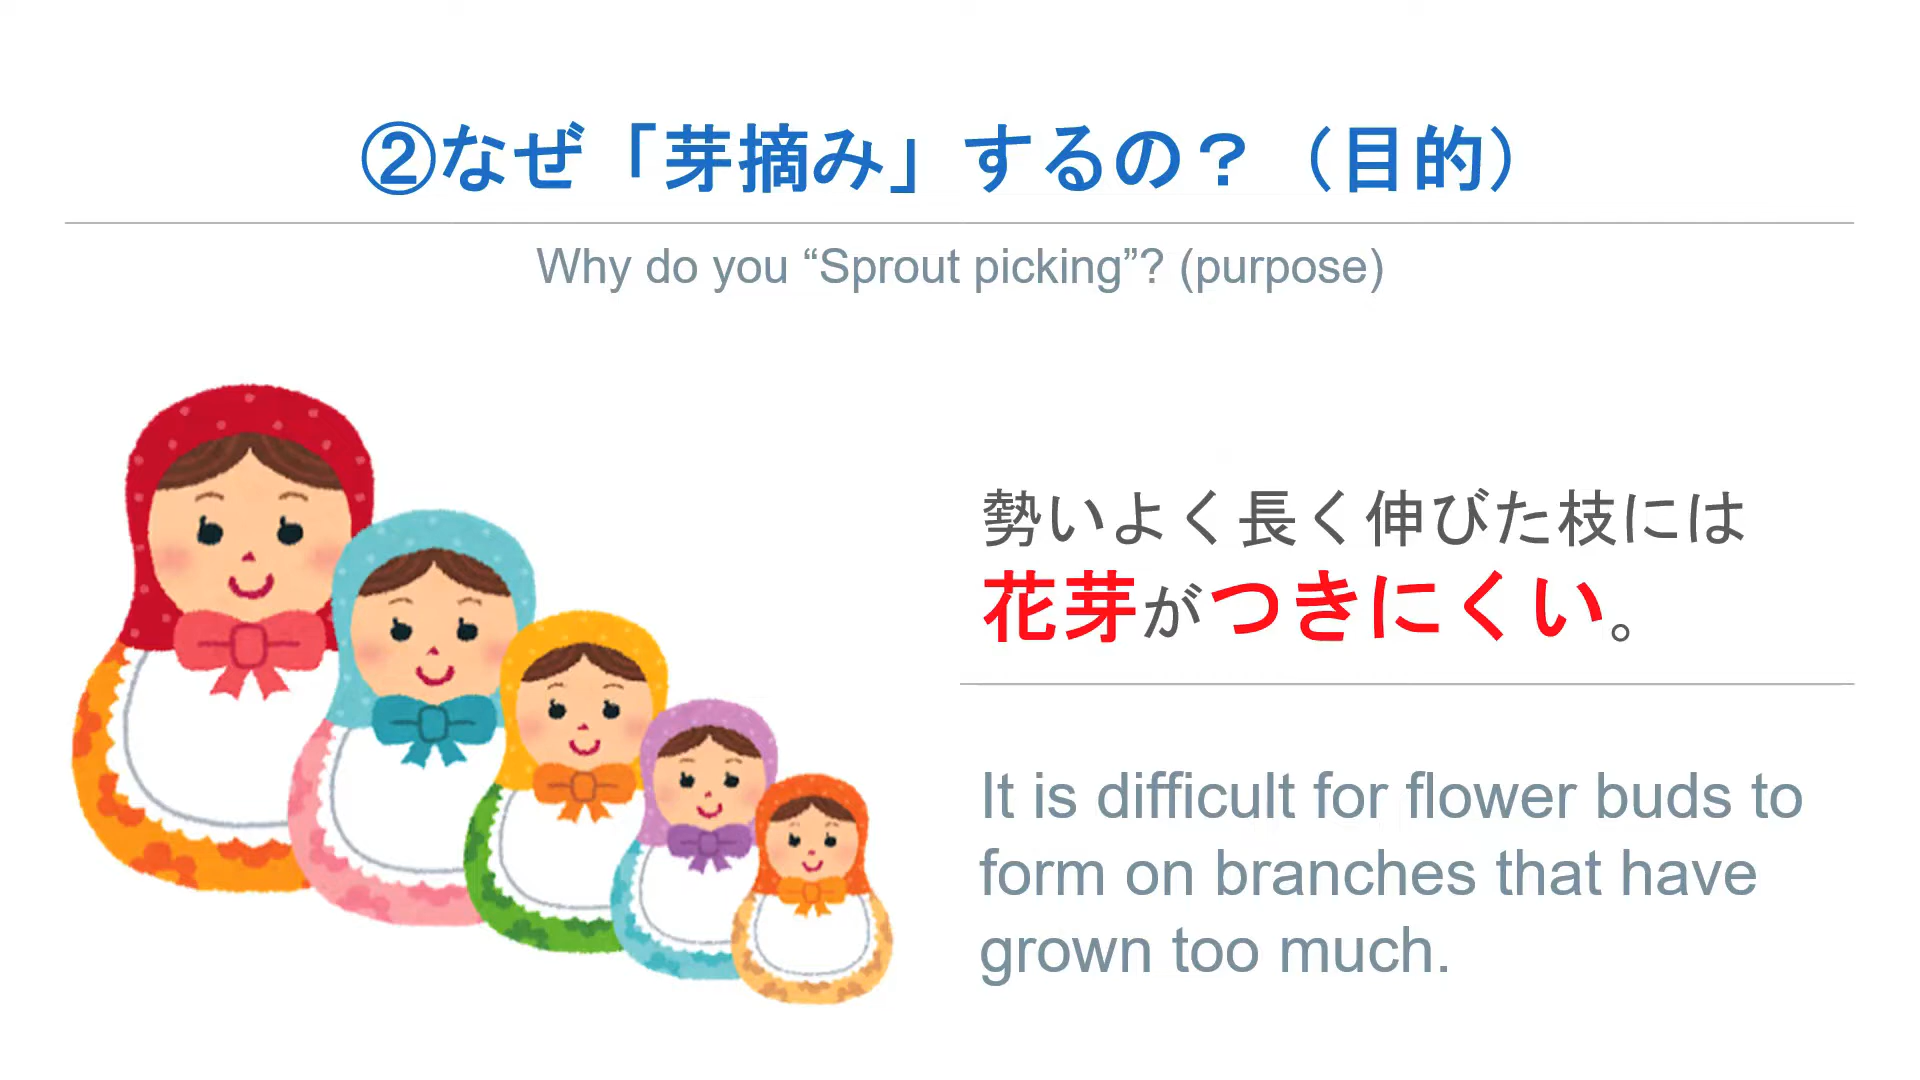 ②なぜ「芽摘み」するの？（目的）
Why do you “Sprout picking”? (purpose)
勢いよく長く伸びた枝には
花芽がつきにくい。
It is difficult for flower buds to
form on branches that have
grown too much.